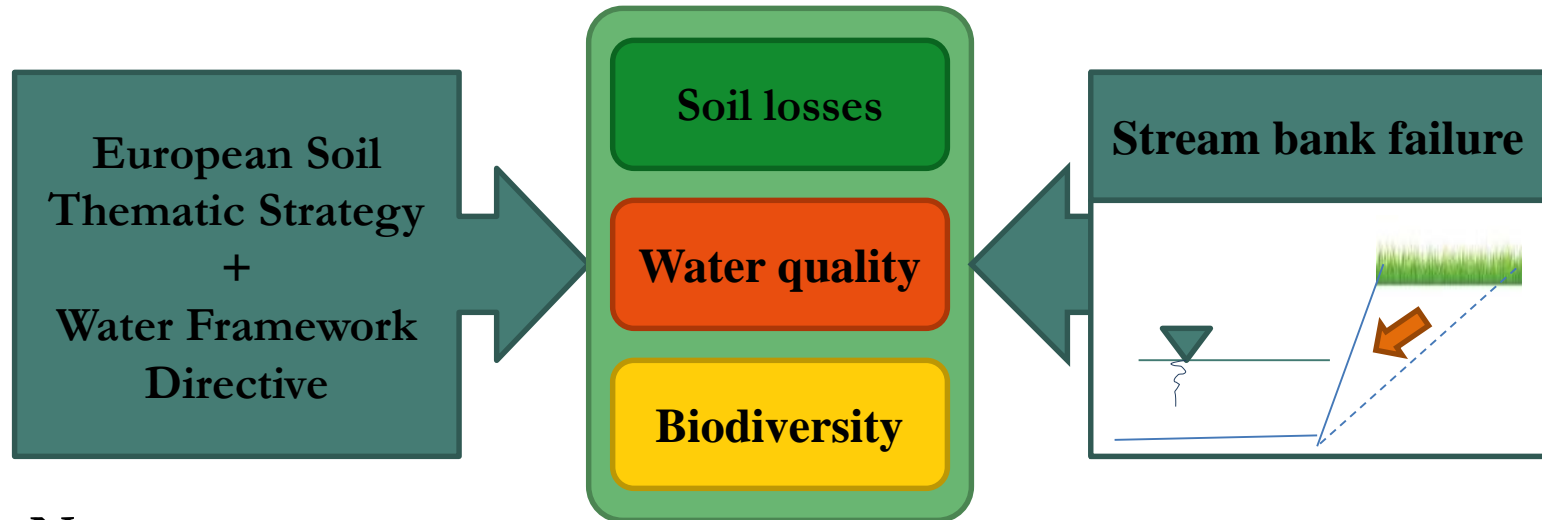 European Soil
Thematic Strategy
+
Water Framework
Directive
Soil losses
Water quality
Biodiversity
Stream bank failure